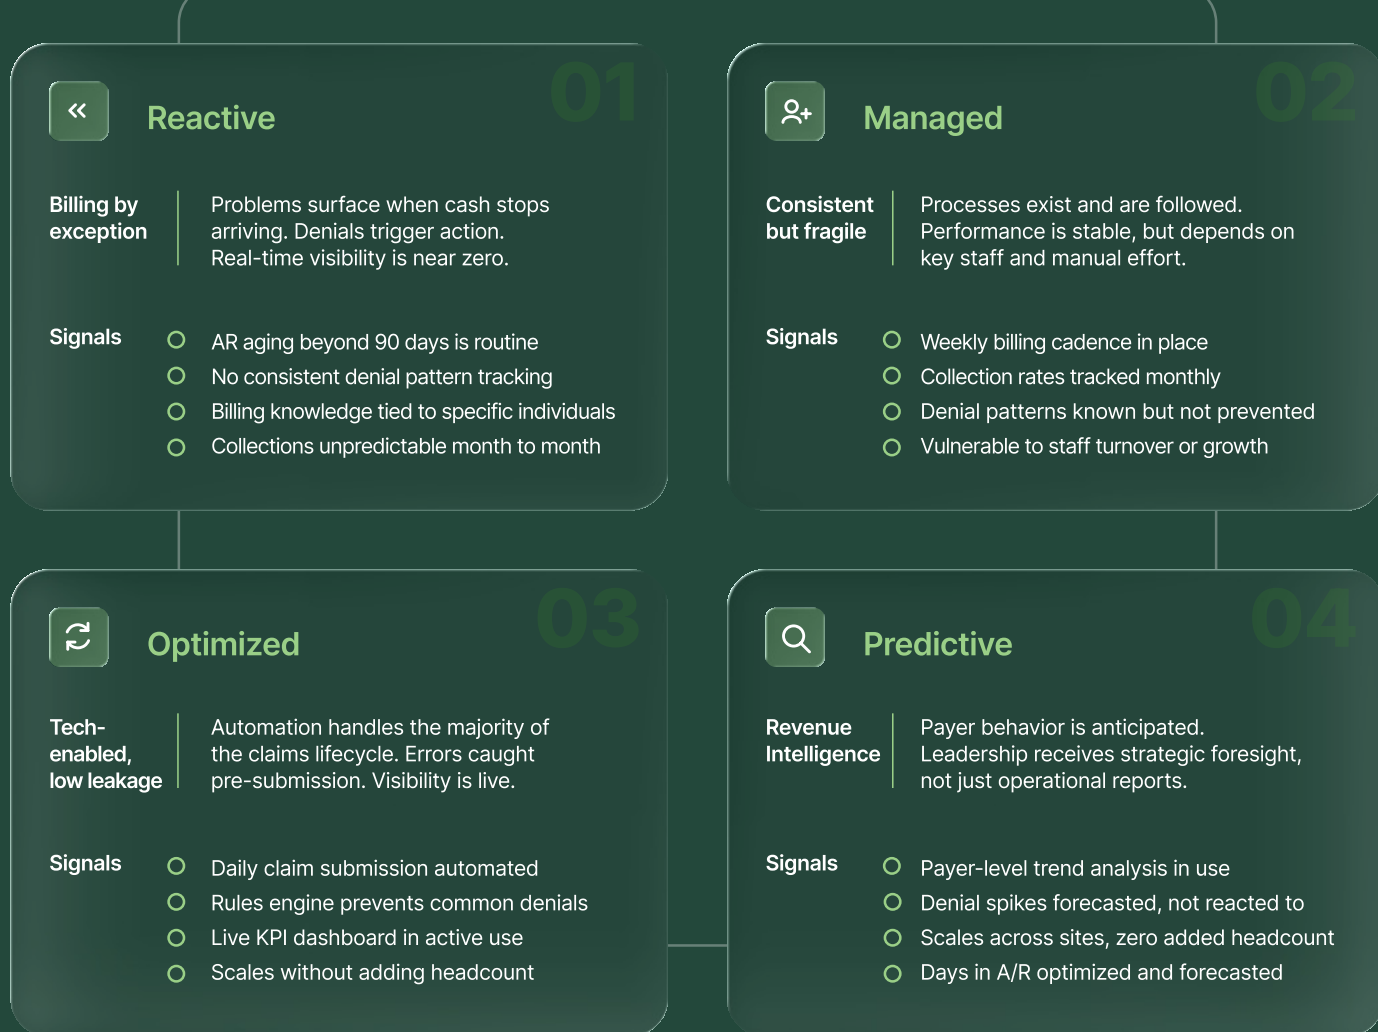 01
Reactive
Billing by
exception
Problems surface when cash stops
arriving. Denials trigger action.
Real-time visibility is near zero.
Signals
AR aging beyond 90 days is routine
No consistent denial pattern tracking
Billing knowledge tied to specific individuals
Collections unpredictable month to month
02
Managed
Consistent
but fragile
Processes exist and are followed.
Performance is stable, but depends on
key staff and manual effort.
Signals
Weekly billing cadence in place
Collection rates tracked monthly
Denial patterns known but not prevented
Vulnerable to staff turnover or growth
03
Optimized
Tech-
enabled,
low leakage
Automation handles the majority of
the claims lifecycle. Errors caught
pre-submission. Visibility is live.
Signals
Daily claim submission automated
Rules engine prevents common denials
Live KPI dashboard in active use
Scales without adding headcount
04
Predictive
Revenue
Intelligence
Payer behavior is anticipated.
Leadership receives strategic foresight,
not just operational reports.
Signals
Payer-level trend analysis in use
Denial spikes forecasted, not reacted to
Scales across sites, zero added headcount
Days in A/R optimized and forecasted